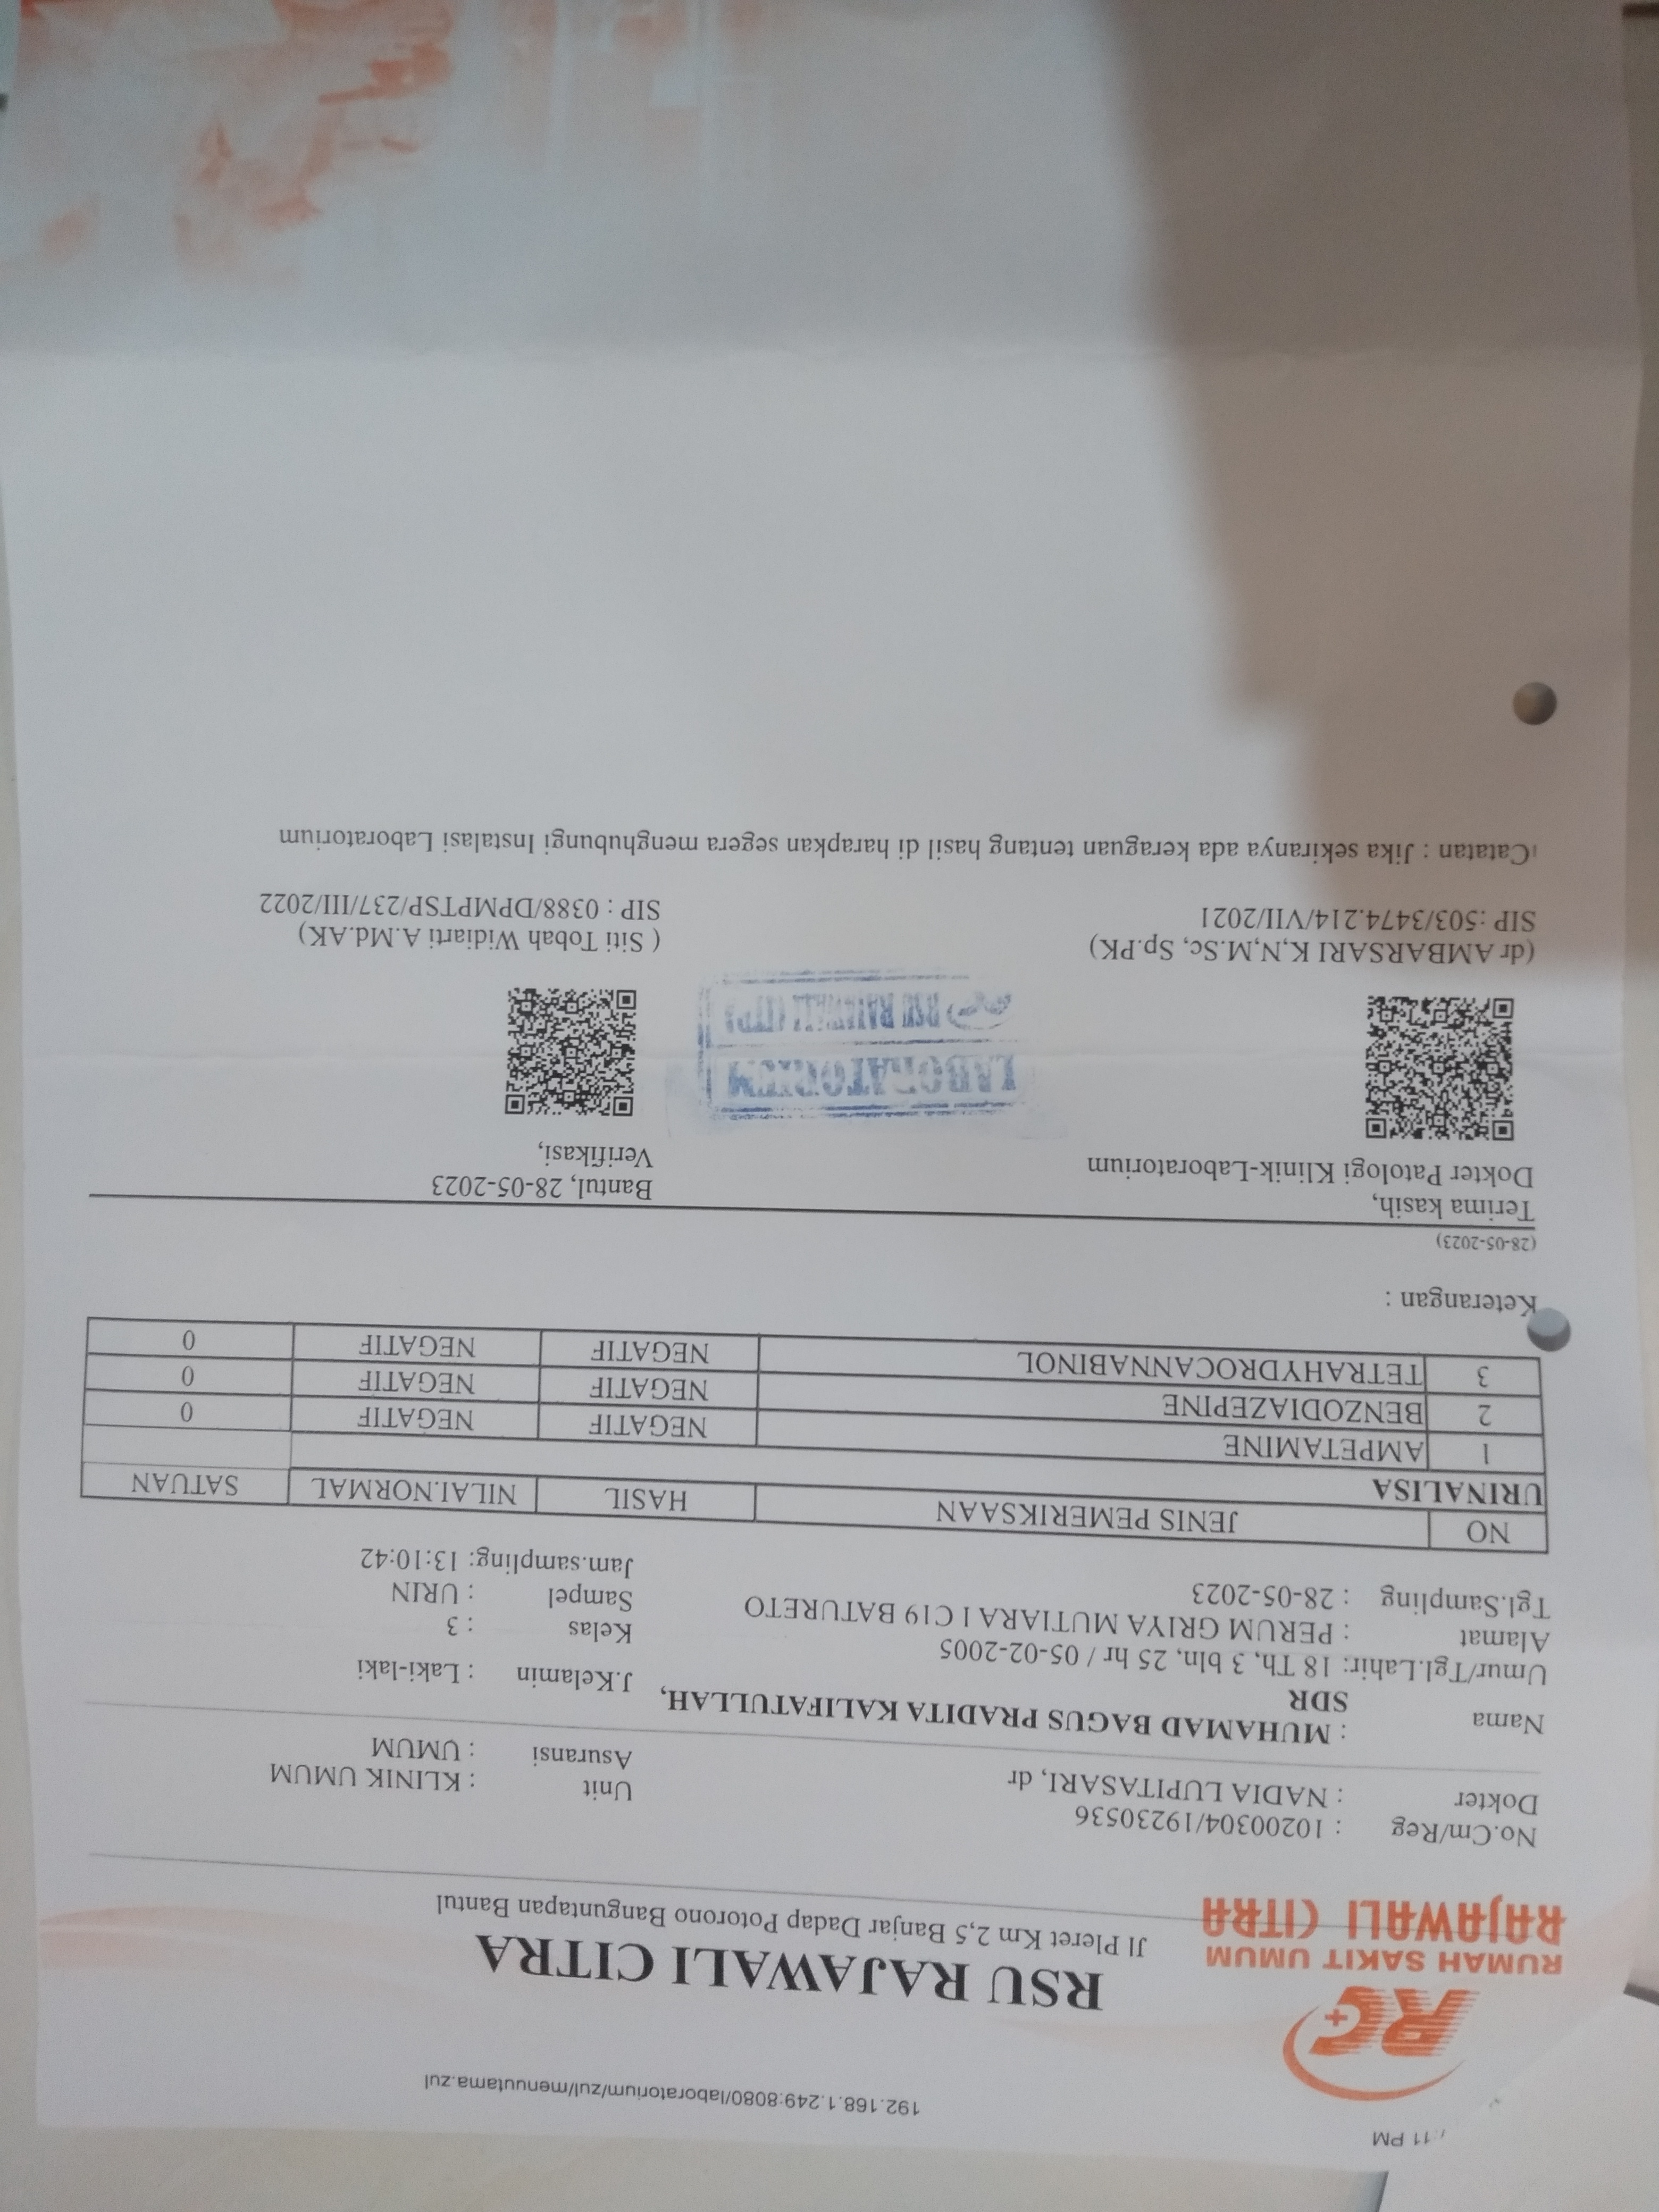 :11 PM
192.168.1.249:8080/laboratorium/zul/menuutama.zul
RC+
RUMAH SAKIT UMUM
RAJAWALI CITRA
RSU RAJAWALI CITRA
Jl Pleret Km 2,5 Banjar Dadap Potorono Banguntapan Bantul
No.Cm/Reg : 10200304/19230536
Dokter : NADIA LUPITASARI, dr
Unit : KLINIK UMUM
Asuransi : UMUM
Nama : MUHAMAD BAGUS PRADITA KALIFATULLAH,
SDR
Umur/Tgl.Lahir: 18 Th, 3 bln, 25 hr / 05-02-2005
Alamat : PERUM GRIYA MUTIARA I C19 BATURETO
Tgl.Sampling : 28-05-2023
J.Kelamin : Laki-laki
Kelas : 3
Sampel : URIN
Jam.sampling: 13:10:42
NO JENIS PEMERIKSAAN HASIL NILAI.NORMAL SATUAN
URINALISA
1 AMPETAMINE NEGATIF NEGATIF 0
2 BENZODIAZEPINE NEGATIF NEGATIF 0
3 TETRAHYDROCANNABINOL NEGATIF NEGATIF 0
Keterangan :
(28-05-2023)
Terima kasih,
Dokter Patologi Klinik-Laboratorium
Bantul, 28-05-2023
Verifikasi,
LABORATORIUM
RSU RAJAWALI CITRA
(dr AMBARSARI K,N,M.Sc, Sp.PK)
SIP :503/3474.214/VII/2021
( Siti Tobah Widiarti A.Md.AK)
SIP : 0388/DPMPTSP/237/III/2022
Catatan : Jika sekiranya ada keraguan tentang hasil di harapkan segera menghubungi Instalasi Laboratorium